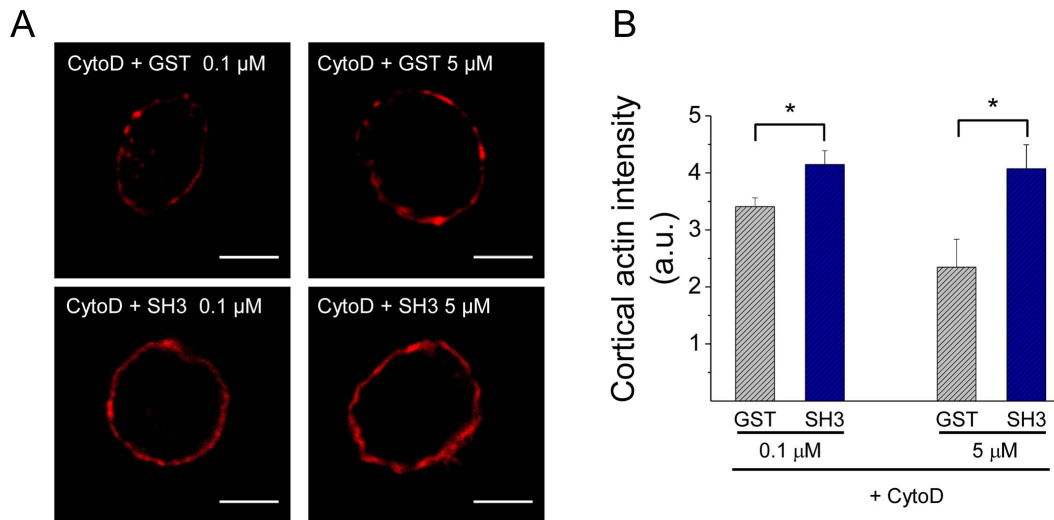 A
CytoD + GST 0.1 µM
CytoD + GST 5 µM
CytoD + SH3 0.1 µM
CytoD + SH3 5 µM
B
Cortical actin intensity
(a.u.)
5
4
3
2
1
*
*
GST SH3 GST SH3
0.1 µM 5 µM
+ CytoD